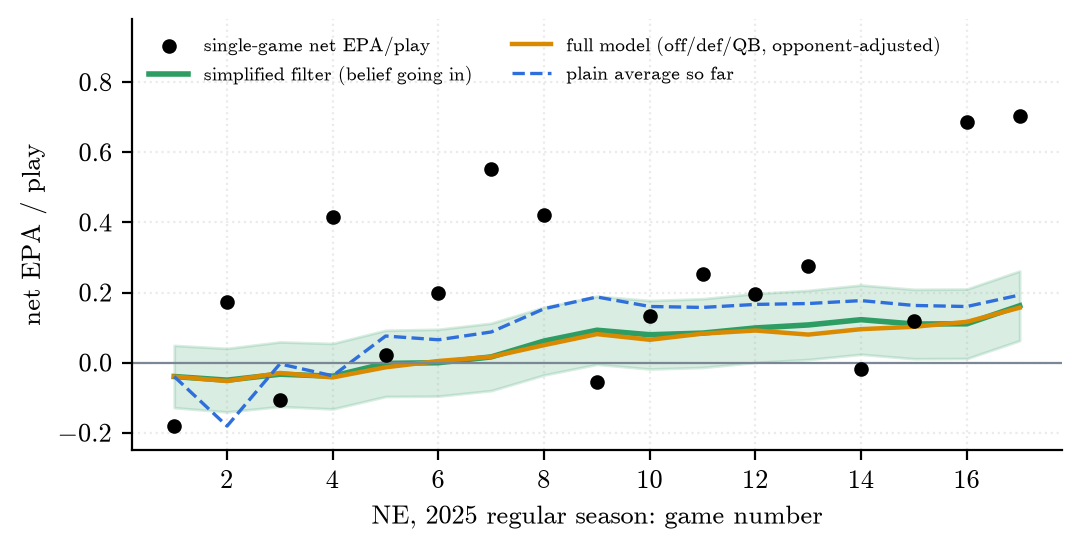 single-game net EPA/play
simplified filter (belief going in)
full model (off/def/QB, opponent-adjusted)
plain average so far
net EPA / play
0.8
0.6
0.4
0.2
0.0
−0.2
2 4 6 8 10 12 14 16
NE, 2025 regular season: game number